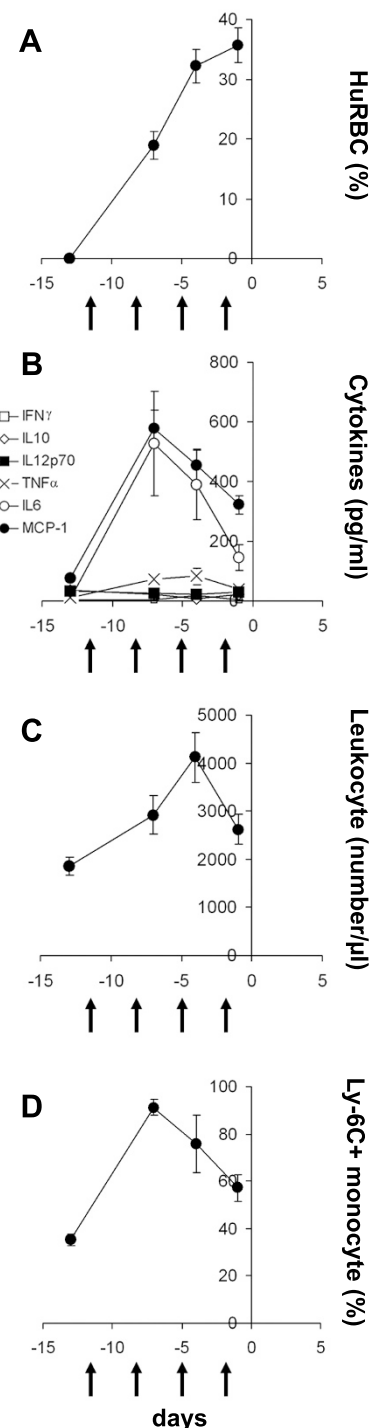 A
40
30
20
10
0
HuRBC (%)
-15 -10 -5 0 5
B
800
600
400
200
0
Cytokines (pg/ml)
IFNγ
IL10
IL12p70
TNFα
IL6
MCP-1
-15 -10 -5 0 5
C
5000
4000
3000
2000
1000
0
Leukocyte (number/µl)
-15 -10 -5 0 5
D
100
80
60
40
20
0
Ly-6C+ monocyte (%)
-15 -10 -5 0 5
days